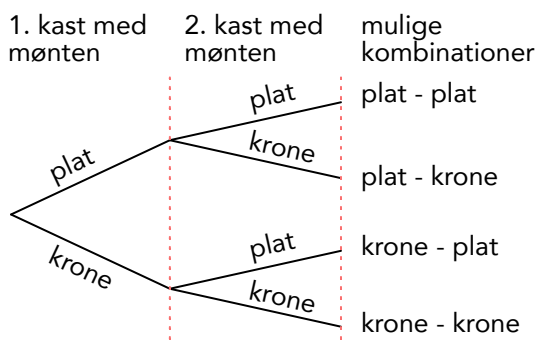 1. kast med
mønten
2. kast med
mønten
mulige
kombinationer
plat
plat
plat - plat
krone
plat - krone
krone
plat
krone - plat
krone
krone - krone